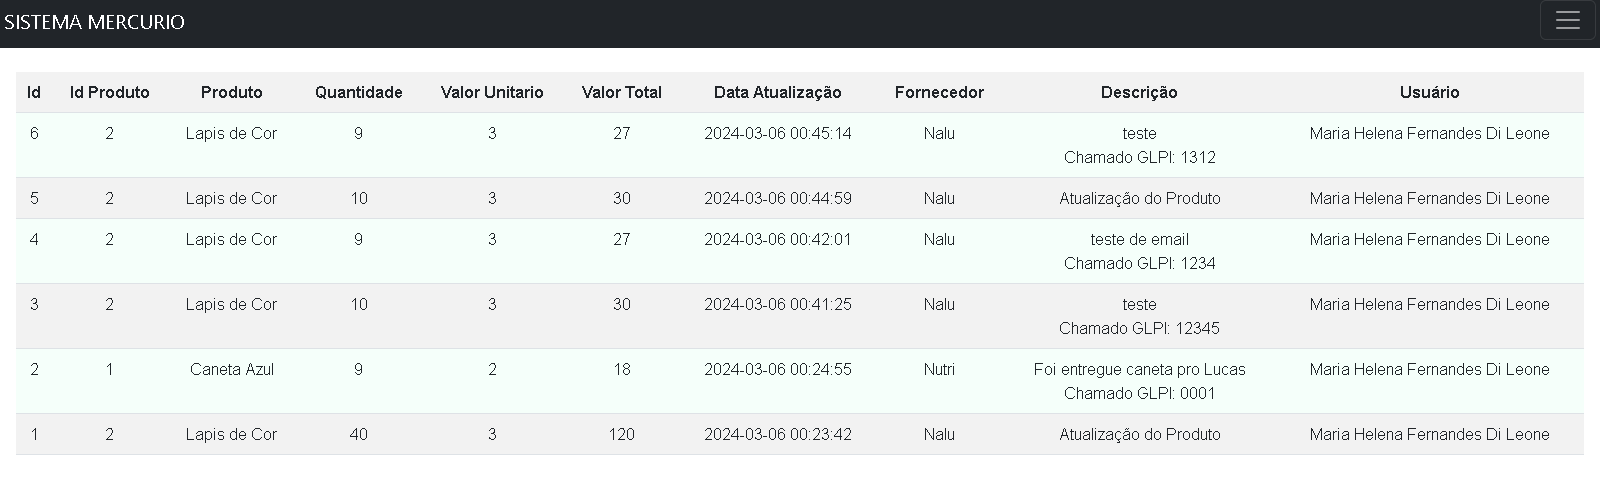 SISTEMA MERCURIO
Id Id Produto Produto Quantidade Valor Unitario Valor Total Data Atualização Fornecedor Descrição Usuário
6 2 Lapis de Cor 9 3 27 2024-03-06 00:45:14 Nalu teste Maria Helena Fernandes Di Leone
Chamado GLPI: 1312
5 2 Lapis de Cor 10 3 30 2024-03-06 00:44:59 Nalu Atualização do Produto Maria Helena Fernandes Di Leone
4 2 Lapis de Cor 9 3 27 2024-03-06 00:42:01 Nalu teste de email Maria Helena Fernandes Di Leone
Chamado GLPI: 1234
3 2 Lapis de Cor 10 3 30 2024-03-06 00:41:25 Nalu teste Maria Helena Fernandes Di Leone
Chamado GLPI: 12345
2 1 Caneta Azul 9 2 18 2024-03-06 00:24:55 Nutri Foi entregue caneta pro Lucas Maria Helena Fernandes Di Leone
Chamado GLPI: 0001
1 2 Lapis de Cor 40 3 120 2024-03-06 00:23:42 Nalu Atualização do Produto Maria Helena Fernandes Di Leone